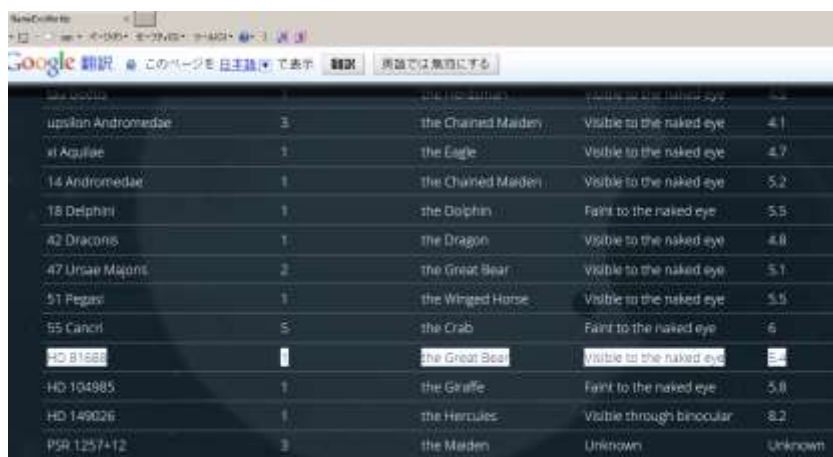 Google 翻訳 このページを 日本語 で表示 翻訳 英語では無効にする
upsilon Andromedae 3 the Chained Maiden Visible to the naked eye 4.1
xi Aquilae 1 the Eagle Visible to the naked eye 4.7
14 Andromedae 1 the Chained Maiden Visible to the naked eye 5.2
18 Delphini 1 the Dolphin Faint to the naked eye 5.5
42 Draconis 1 the Dragon Visible to the naked eye 4.8
47 Ursae Majoris 2 the Great Bear Visible to the naked eye 5.1
51 Pegasi 1 the Winged Horse Visible to the naked eye 5.5
55 Cancri 5 the Crab Faint to the naked eye 6
HD 81688 1 the Great Bear Visible to the naked eye 5.4
HD 104985 1 the Giraffe Faint to the naked eye 5.8
HD 149026 1 the Hercules Visible through binocular 8.2
PSR 1257+12 3 the Maiden Unknown Unknown